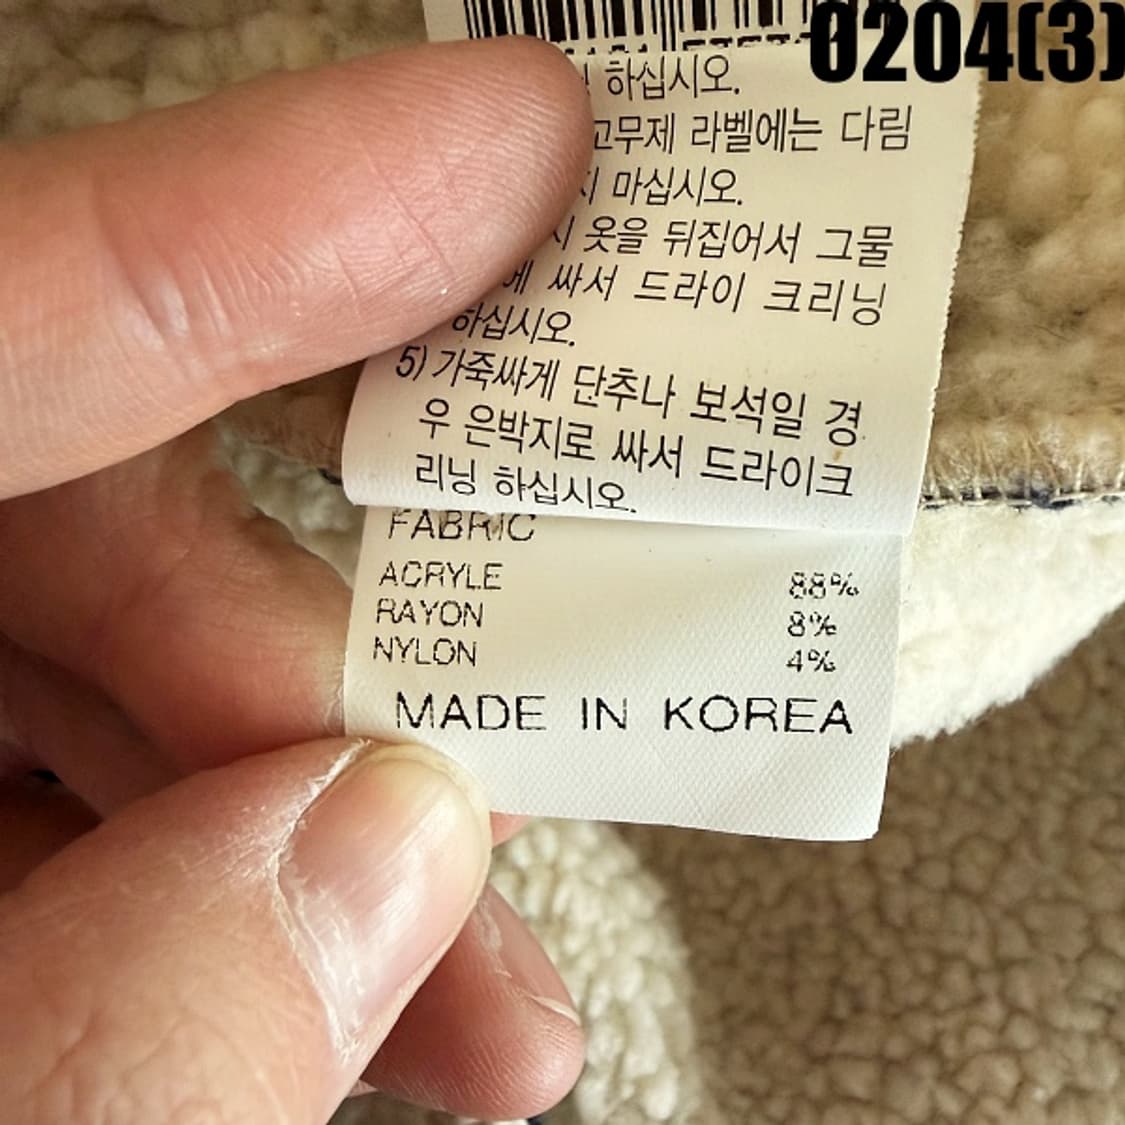 0204(3)
하십시오.
고무제 라벨에는 다림
지 마십시오.
시 옷을 뒤집어서 그물
에 싸서 드라이 크리닝
하십시오.
5) 가죽싸게 단추나 보석일 경
우 은박지로 싸서 드라이크
리닝 하십시오.
FABRIC
ACRYLE 88%
RAYON 8%
NYLON 4%
MADE IN KOREA